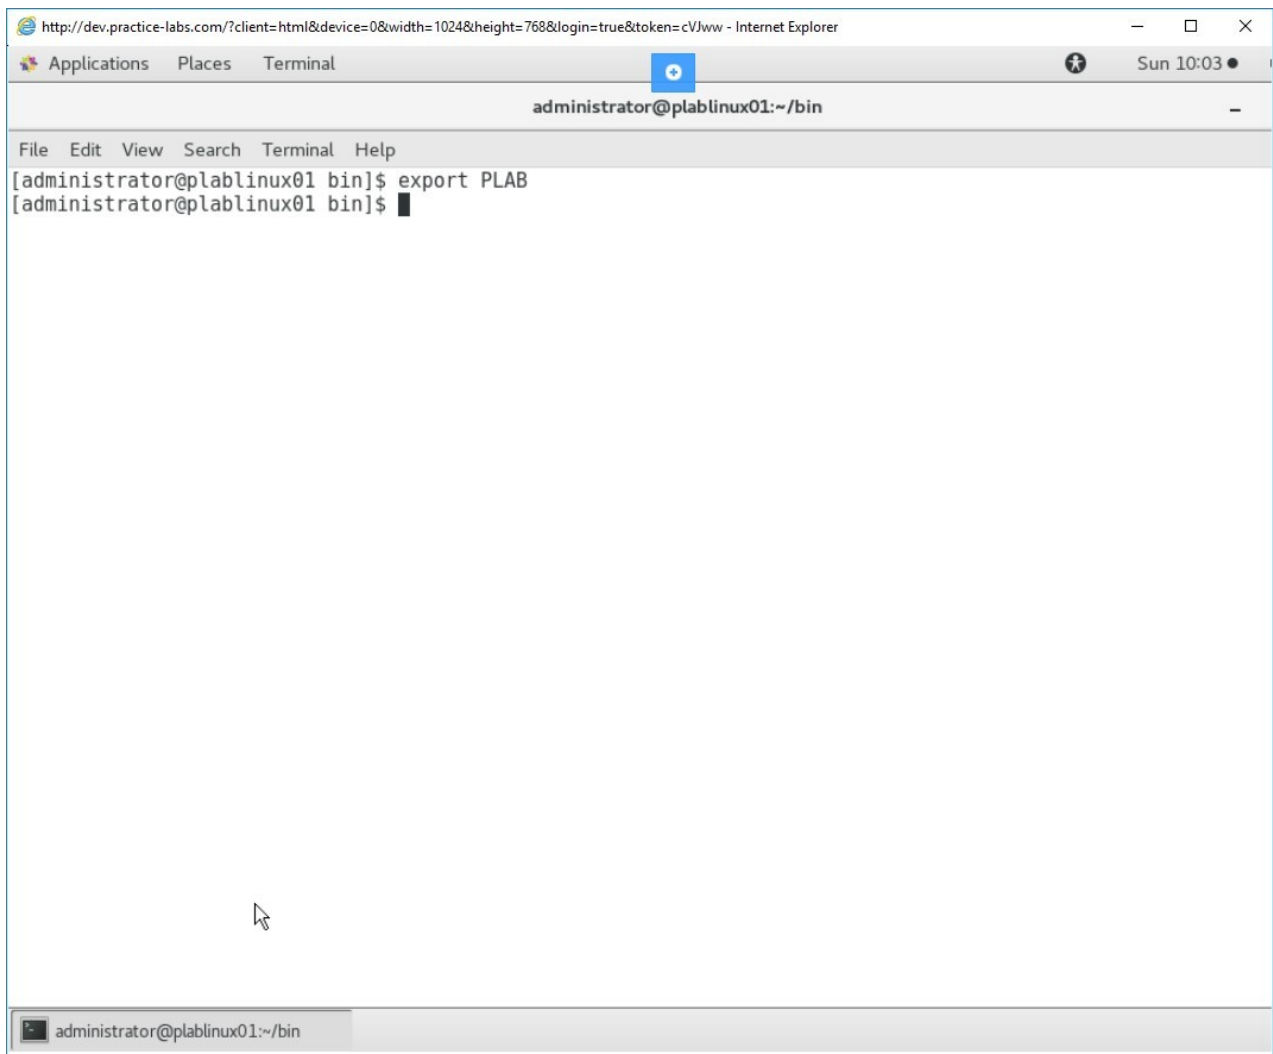 http://dev.practice-labs.com/?client=html&device=0&width=1024&height=768&login=true&token=cVJww - Internet Explorer
Applications Places Terminal Sun 10:03
administrator@plablinux01:~/bin
File Edit View Search Terminal Help
[administrator@plablinux01 bin]$ export PLAB
[administrator@plablinux01 bin]$
administrator@plablinux01:~/bin